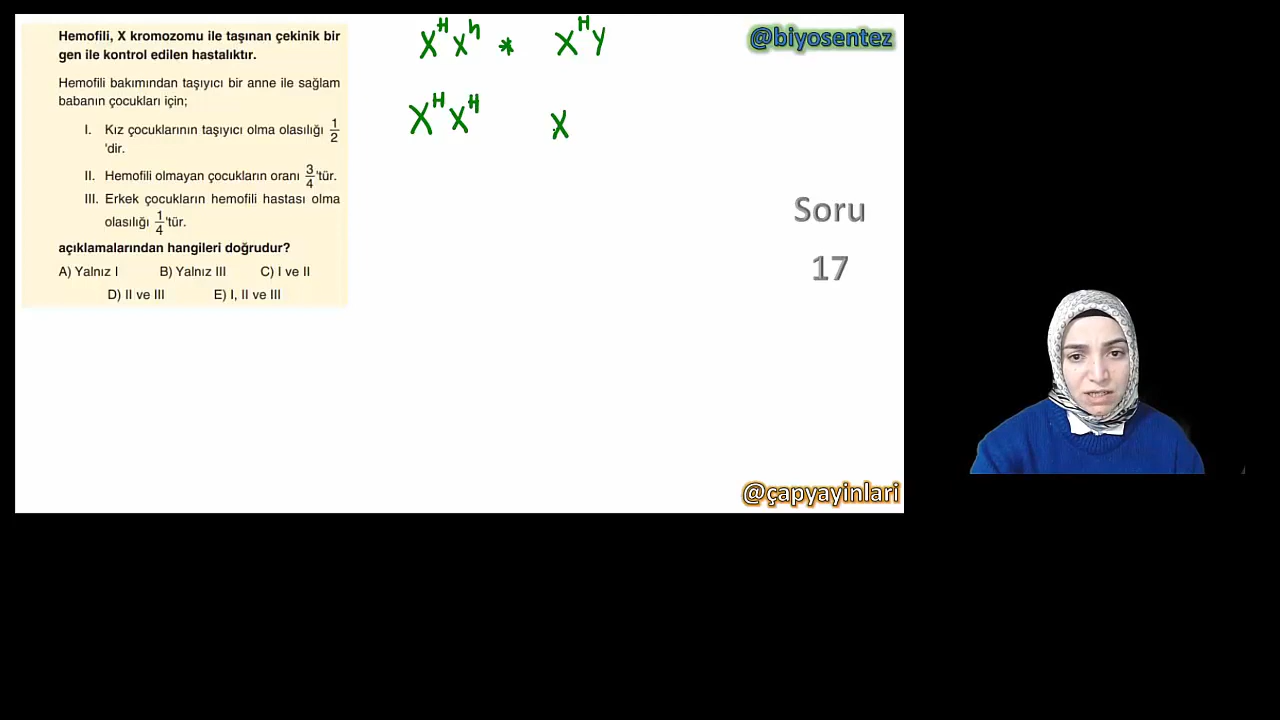 Hemofili, X kromozomu ile taşınan çekinik bir
gen ile kontrol edilen hastalıktır.
Hemofili bakımından taşıyıcı bir anne ile sağlam
babanın çocukları için;
I. Kız çocuklarının taşıyıcı olma olasılığı 1/2
'dir.
II. Hemofili olmayan çocukların oranı 3/4'tür.
III. Erkek çocukların hemofili hastası olma
olasılığı 1/4'tür.
açıklamalarından hangileri doğrudur?
A) Yalnız I B) Yalnız III C) I ve II
D) II ve III E) I, II ve III
X^H X^h * X^H Y
X^H X^H X
@biyosentez
Soru
17
@çapyayinlari